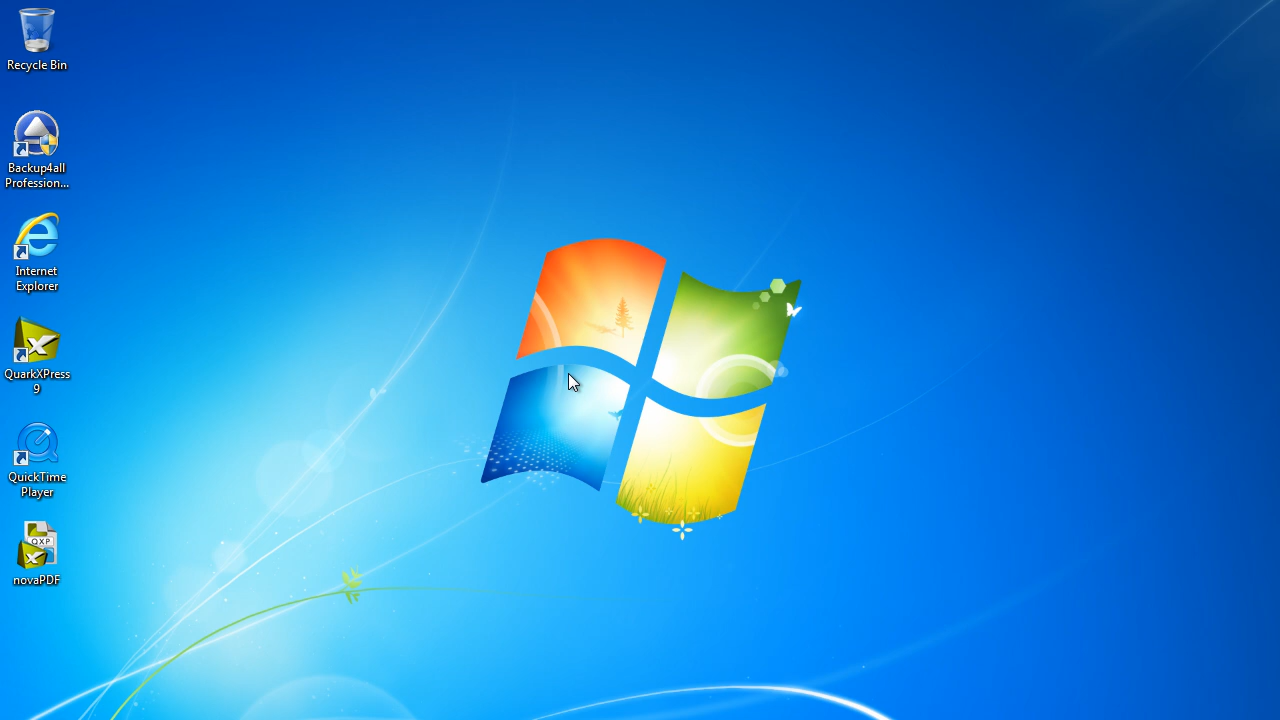 Recycle Bin
Backup4all
Profession...
Internet
Explorer
QuarkXPress
9
QuickTime
Player
QXP
novaPDF